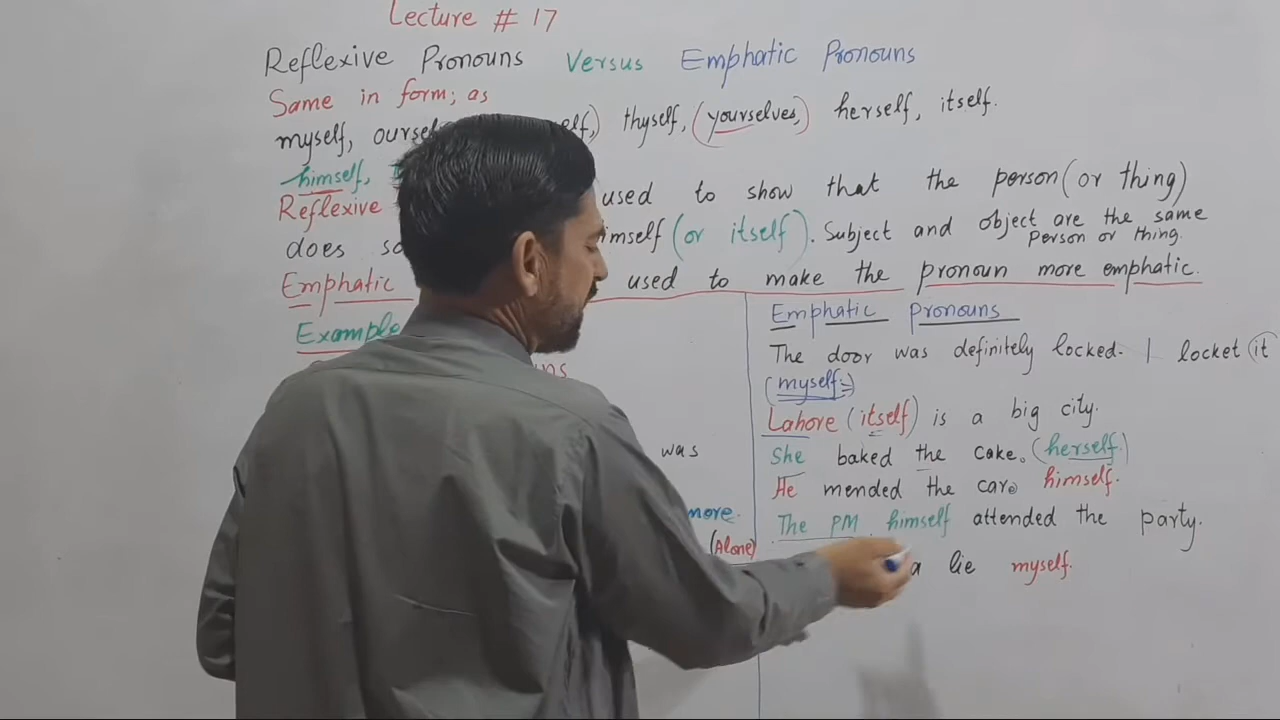 Lecture # 17
Reflexive Pronouns Versus Emphatic Pronouns
Same in form; as
myself, ourse elf,) thyself, (yourselves,) herself, itself.
himself,
Reflexive used to show that the person (or thing)
does so imself (or itself). Subject and object are the same
Person or thing.
Emphatic used to make the pronoun more emphatic.
Example
ns
was
more.
(Alone)
Emphatic Pronouns
The door was definitely locked. I locket (it
(myself.)
Lahore (itself) is a big city.
She baked the cake. (herself.)
He mended the car. himself.
The PM himself attended the party.
a lie myself.